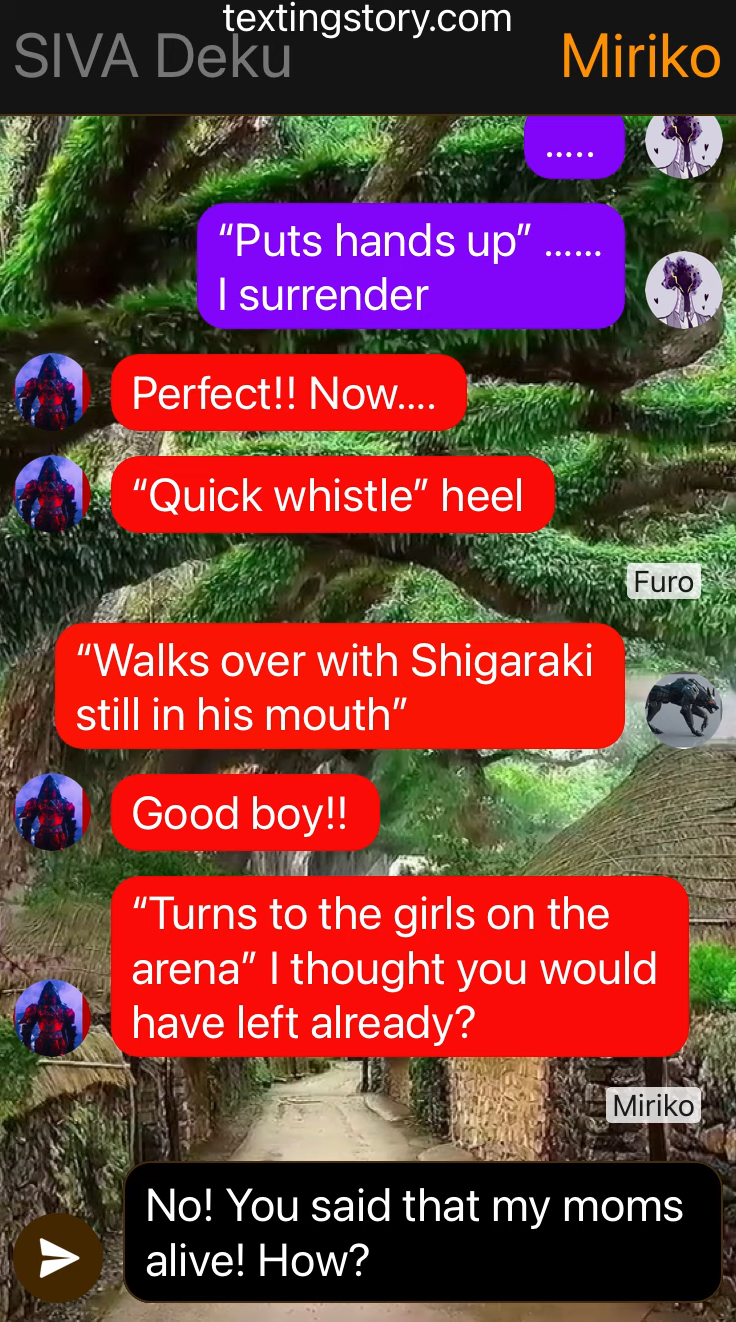 textingstory.com
SIVA Deku
Miriko
.....
“Puts hands up” ......
I surrender
Perfect!! Now....
“Quick whistle” heel
Furo
“Walks over with Shigaraki
still in his mouth”
Good boy!!
“Turns to the girls on the
arena” I thought you would
have left already?
Miriko
No! You said that my moms
alive! How?